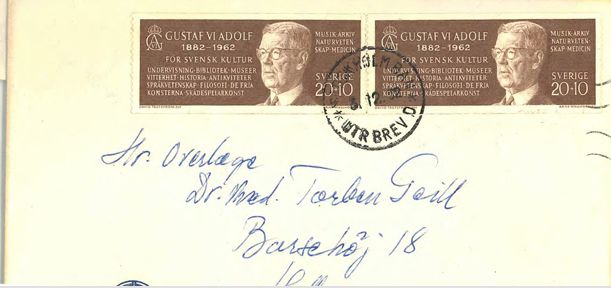 GUSTAF VI ADOLF
1882-1962
FÖR SVENSK KULTUR
UNDERVISNING·BIBLIOTEK·MUSEER
VITTERHET·HISTORIA·ANTIKVITETER
SPRÅKVETENSKAP·FILOSOFI·DE FRIA
KONSTERNA·SKÅDESPELARKONST
MUSIK·ARKIV
NATURVETEN
SKAP·MEDICIN
SVERIGE
20+10
GUSTAF VI ADOLF
1882-1962
FÖR SVENSK KULTUR
UNDERVISNING·BIBLIOTEK·MUSEER
HISTORIA·ANTIKVITETER
SPRÅKVETENSKAP·FILOSOFI·DE FRIA
KONSTERNA·SKÅDESPELARKONST
MUSIK·ARKIV
NATURVETEN
SKAP·MEDICIN
SVERIGE
20+10
UTR BREV
Hr. Overlæge
Dr. med. Torben Geill
Barsehøj 18